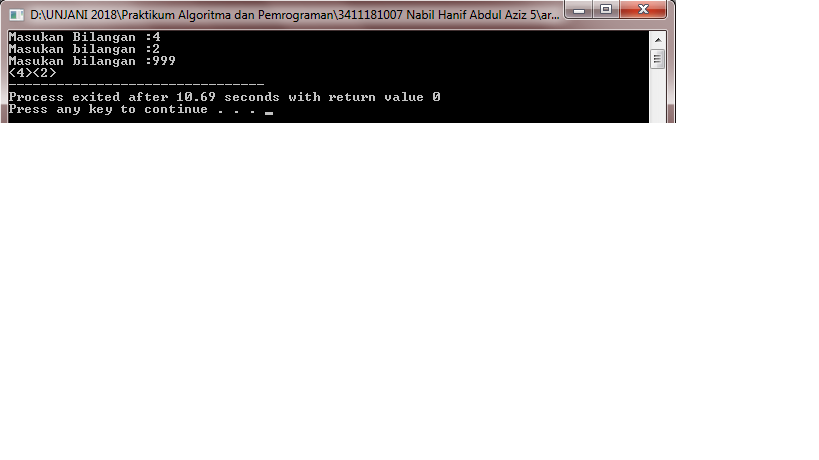 D:\UNJANI 2018\Praktikum Algoritma dan Pemrograman\3411181007 Nabil Hanif Abdul Aziz 5\ar...
Masukan Bilangan :4
Masukan bilangan :2
Masukan bilangan :999
<4><2>
--------------------------------
Process exited after 10.69 seconds with return value 0
Press any key to continue . . . _